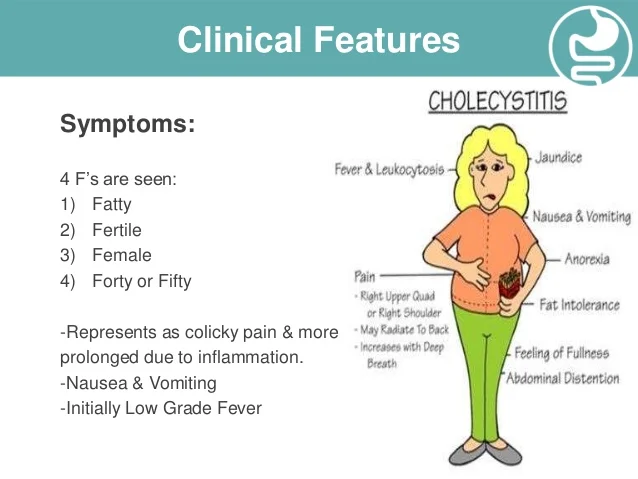 Clinical Features
Symptoms:
4 F's are seen:
1) Fatty
2) Fertile
3) Female
4) Forty or Fifty
-Represents as colicky pain & more
prolonged due to inflammation.
-Nausea & Vomiting
-Initially Low Grade Fever
CHOLECYSTITIS
Fever & Leukocytosis
Jaundice
Nausea & Vomiting
Anorexia
Pain
- Right Upper Quad
or Right Shoulder
- May Radiate To Back
- Increases with Deep
Breath
Fat Intolerance
Feeling of Fullness
Abdominal Distention